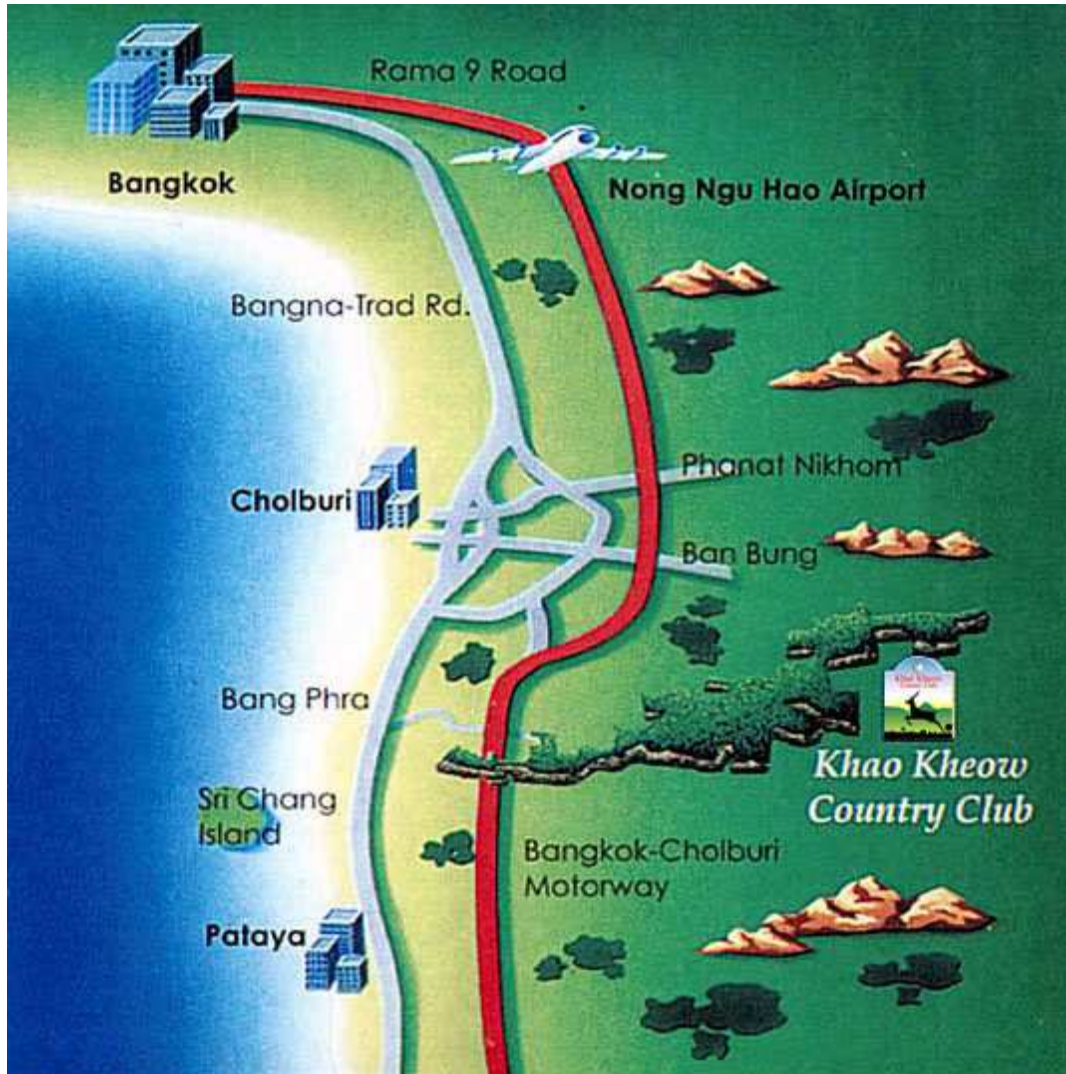 Rama 9 Road
Bangkok
Nong Ngu Hao Airport
Bangna-Trad Rd.
Phanat Nikhom
Cholburi
Ban Bung
Bang Phra
Khao Kheow
Country Club
Sri Chang
Island
Bangkok-Cholburi
Motorway
Pataya